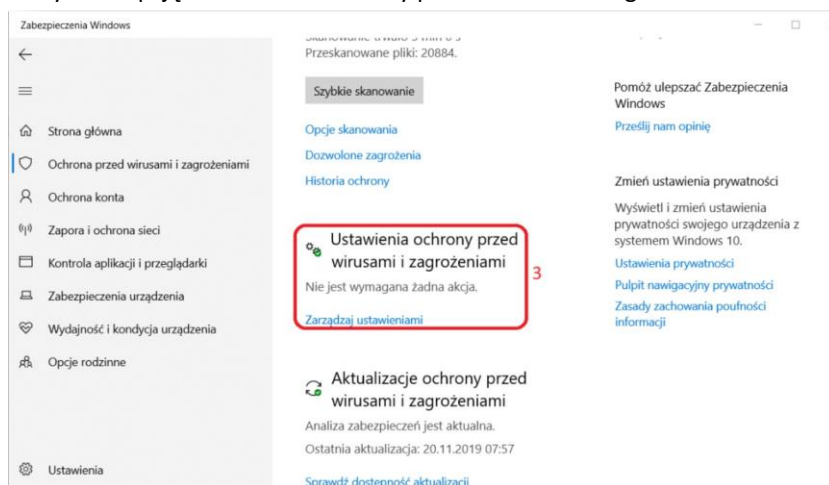 Zabezpieczenia Windows
Przeskanowane pliki: 20884.
Szybkie skanowanie
Opcje skanowania
Dozwolone zagrożenia
Historia ochrony
Strona główna
Ochrona przed wirusami i zagrożeniami
Ochrona konta
Zapora i ochrona sieci
Kontrola aplikacji i przeglądarki
Zabezpieczenia urządzenia
Wydajność i kondycja urządzenia
Opcje rodzinne
Ustawienia
Ustawienia ochrony przed
wirusami i zagrożeniami
Nie jest wymagana żadna akcja.
Zarządzaj ustawieniami
3
Aktualizacje ochrony przed
wirusami i zagrożeniami
Analiza zabezpieczeń jest aktualna.
Ostatnia aktualizacja: 20.11.2019 07:57
Sprawdź dostępność aktualizacji
Pomóż ulepszać Zabezpieczenia
Windows
Prześlij nam opinię
Zmień ustawienia prywatności
Wyświetl i zmień ustawienia
prywatności swojego urządzenia z
systemem Windows 10.
Ustawienia prywatności
Pulpit nawigacyjny prywatności
Zasady zachowania poufności
informacji